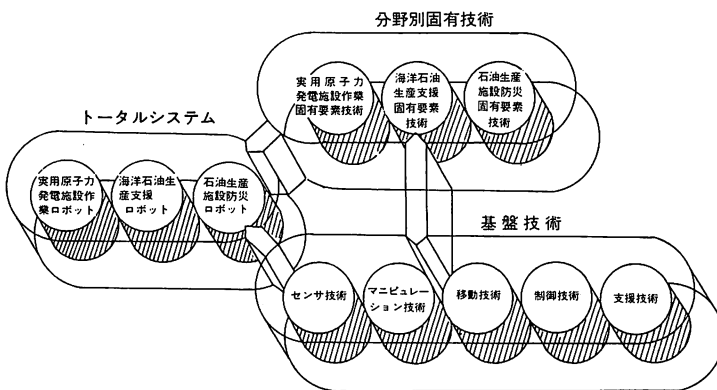 分野別固有技術
実用原子力
発電施設作業
固有要素技術
海洋石油
生産支援
固有要素
技術
石油生産
施設防災
固有要素
技術
トータルシステム
実用原子力
発電施設作
業ロボット
海洋石油生
産支援
ロボット
石油生産
施設防災
ロボット
基盤技術
センサ技術
マニピュレー
ション技術
移動技術
制御技術
支援技術